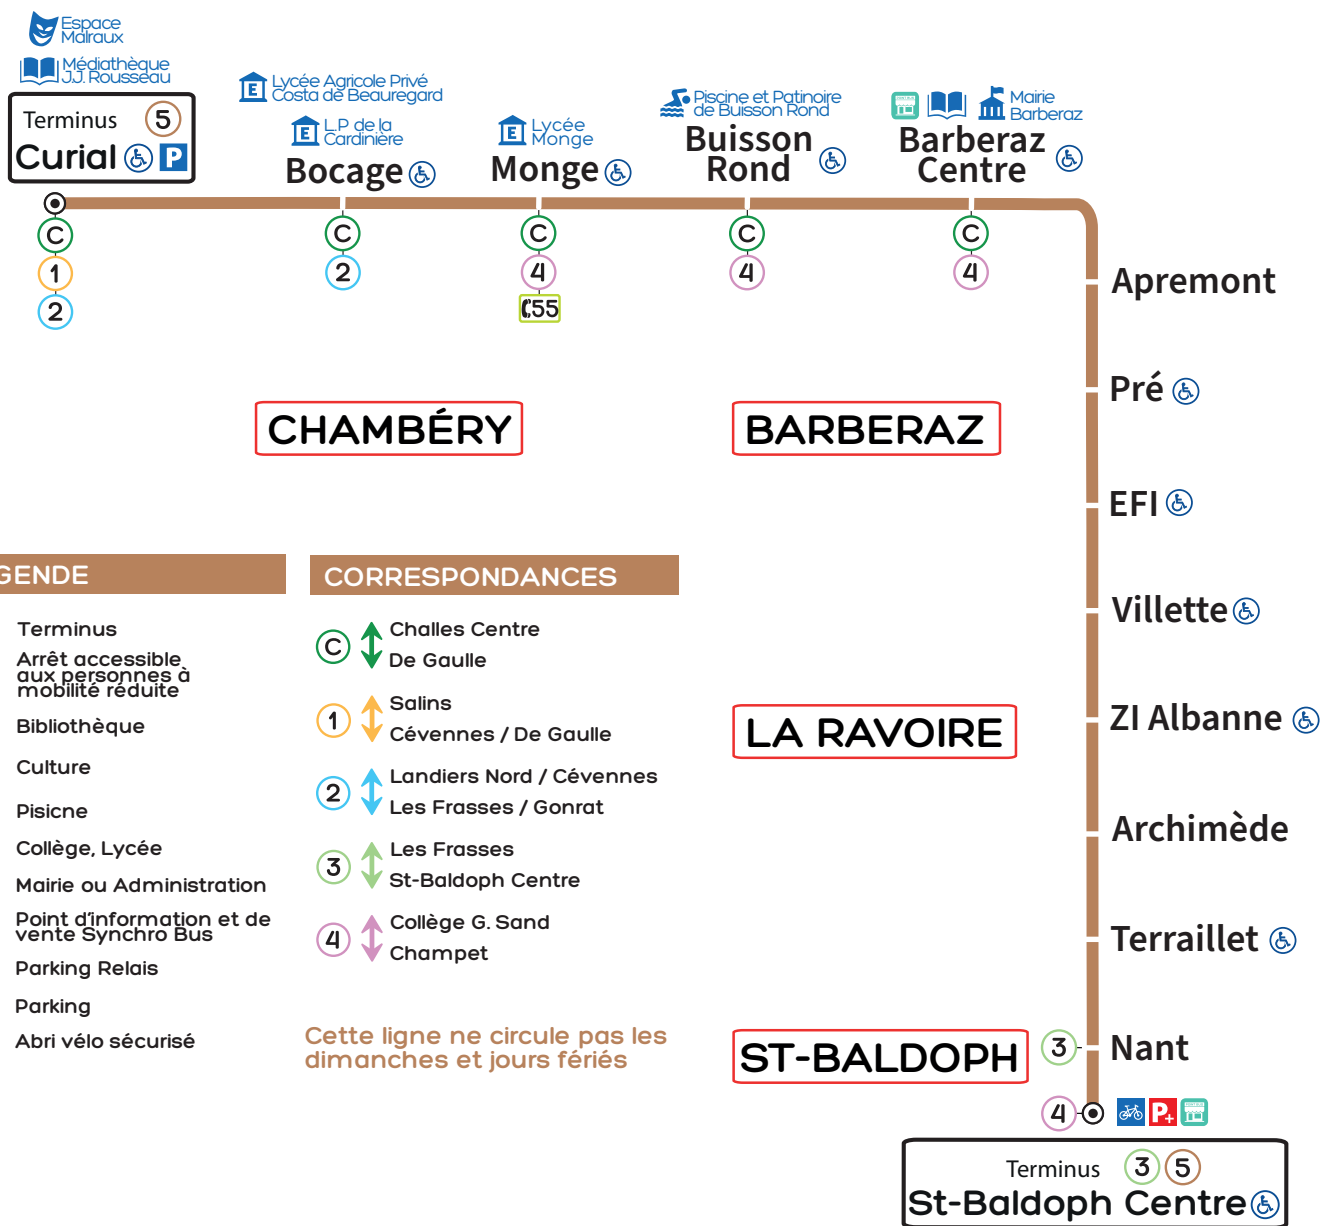 Espace
Malraux
Médiathèque
J.J. Rousseau
Terminus 5
Curial P
Lycée Agricole Privé
Costa de Beauregard
E
L.P de la
Cardinière
E
Bocage
Lycée
Monge
E
Monge
Piscine et Patinoire
de Buisson Rond
Buisson
Rond
Mairie
Barberaz
Barberaz
Centre
C
1
2
C
2
C
4
55
C
4
C
4
Apremont
Pré
EFI
Villette
ZI Albanne
Archimède
Terraillet
3 Nant
4 P+
Terminus 3 5
St-Baldoph Centre
CHAMBÉRY
BARBERAZ
LA RAVOIRE
ST-BALDOPH
GENDE
Terminus
Arrêt accessible
aux personnes à
mobilité réduite
Bibliothèque
Culture
Pisicne
Collège, Lycée
Mairie ou Administration
Point d'information et de
vente Synchro Bus
Parking Relais
Parking
Abri vélo sécurisé
CORRESPONDANCES
C
Challes Centre
De Gaulle
1
Salins
Cévennes / De Gaulle
2
Landiers Nord / Cévennes
Les Frasses / Gonrat
3
Les Frasses
St-Baldoph Centre
4
Collège G. Sand
Champet
Cette ligne ne circule pas les
dimanches et jours fériés